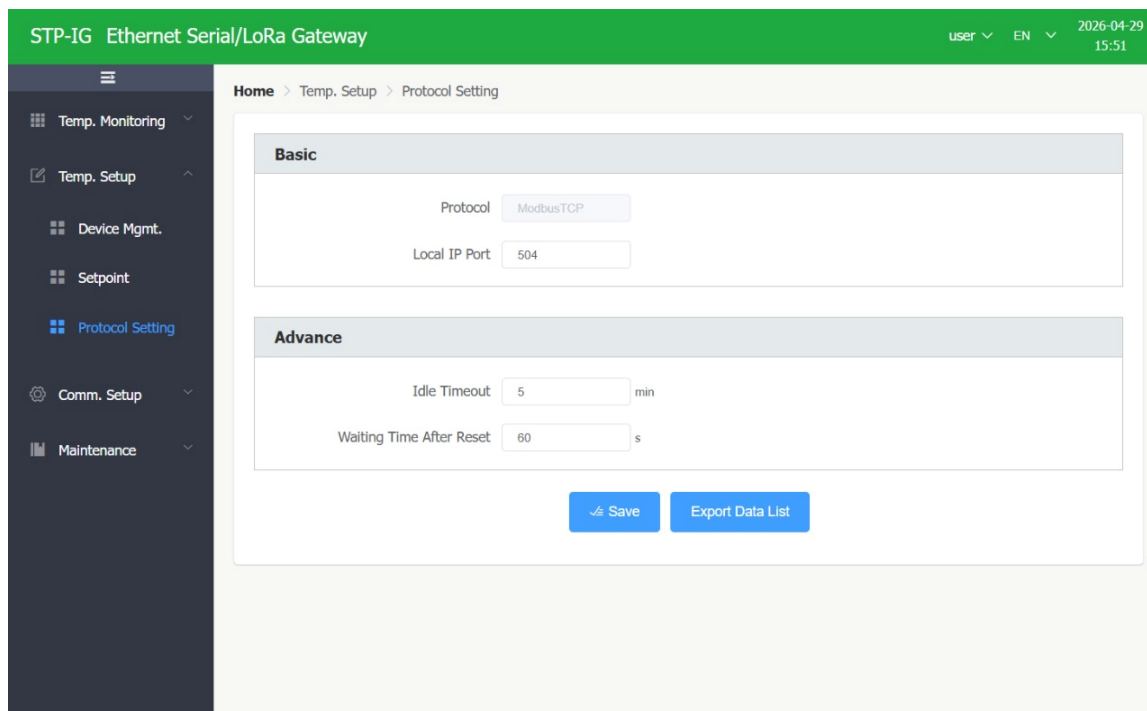 STP-IG Ethernet Serial/LoRa Gateway
user EN 2026-04-29
15:51
Home > Temp. Setup > Protocol Setting
Temp. Monitoring
Temp. Setup
Device Mgmt.
Setpoint
Protocol Setting
Comm. Setup
Maintenance
Basic
Protocol ModbusTCP
Local IP Port 504
Advance
Idle Timeout 5 min
Waiting Time After Reset 60 s
Save Export Data List